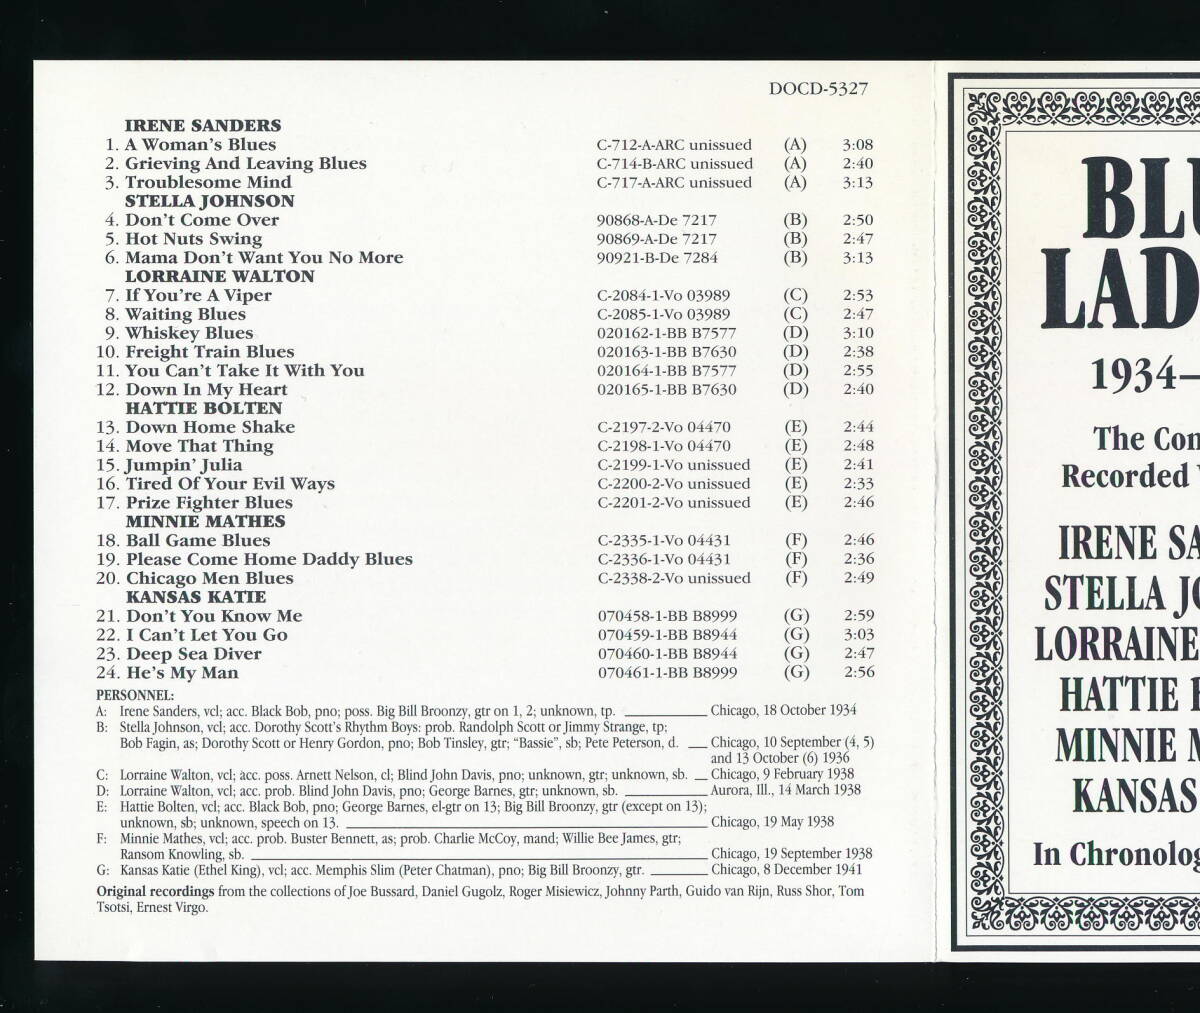 DOCD-5327
IRENE SANDERS
1. A Woman's Blues C-712-A-ARC unissued (A) 3:08
2. Grieving And Leaving Blues C-714-B-ARC unissued (A) 2:40
3. Troublesome Mind C-717-A-ARC unissued (A) 3:13
STELLA JOHNSON
4. Don't Come Over 90868-A-De 7217 (B) 2:50
5. Hot Nuts Swing 90869-A-De 7217 (B) 2:47
6. Mama Don't Want You No More 90921-B-De 7284 (B) 3:13
LORRAINE WALTON
7. If You're A Viper C-2084-1-Vo 03989 (C) 2:53
8. Waiting Blues C-2085-1-Vo 03989 (C) 2:47
9. Whiskey Blues 020162-1-BB B7577 (D) 3:10
10. Freight Train Blues 020163-1-BB B7630 (D) 2:38
11. You Can't Take It With You 020164-1-BB B7577 (D) 2:55
12. Down In My Heart 020165-1-BB B7630 (D) 2:40
HATTIE BOLTEN
13. Down Home Shake C-2197-2-Vo 04470 (E) 2:44
14. Move That Thing C-2198-1-Vo 04470 (E) 2:48
15. Jumpin' Julia C-2199-1-Vo unissued (E) 2:41
16. Tired Of Your Evil Ways C-2200-2-Vo unissued (E) 2:33
17. Prize Fighter Blues C-2201-2-Vo unissued (E) 2:46
MINNIE MATHES
18. Ball Game Blues C-2335-1-Vo 04431 (F) 2:46
19. Please Come Home Daddy Blues C-2336-1-Vo 04431 (F) 2:36
20. Chicago Men Blues C-2338-2-Vo unissued (F) 2:49
KANSAS KATIE
21. Don't You Know Me 070458-1-BB B8999 (G) 2:59
22. I Can't Let You Go 070459-1-BB B8944 (G) 3:03
23. Deep Sea Diver 070460-1-BB B8944 (G) 2:47
24. He's My Man 070461-1-BB B8999 (G) 2:56
PERSONNEL:
A: Irene Sanders, vcl; acc. Black Bob, pno; poss. Big Bill Broonzy, gtr on 1, 2; unknown, tp. Chicago, 18 October 1934
B: Stella Johnson, vcl; acc. Dorothy Scott's Rhythm Boys: prob. Randolph Scott or Jimmy Strange, tp;
Bob Fagin, as; Dorothy Scott or Henry Gordon, pno; Bob Tinsley, gtr; "Bassie", sb; Pete Peterson, d. Chicago, 10 September (4, 5)
and 13 October (6) 1936
C: Lorraine Walton, vcl; acc. poss. Arnett Nelson, cl; Blind John Davis, pno; unknown, gtr; unknown, sb. Chicago, 9 February 1938
D: Lorraine Walton, vcl; acc. prob. Blind John Davis, pno; George Barnes, gtr; unknown, sb. Aurora, Ill., 14 March 1938
E: Hattie Bolten, vcl; acc. Black Bob, pno; George Barnes, el-gtr on 13; Big Bill Broonzy, gtr (except on 13);
unknown, sb; unknown, speech on 13. Chicago, 19 May 1938
F: Minnie Mathes, vcl; acc. prob. Buster Bennett, as; prob. Charlie McCoy, mand; Willie Bee James, gtr;
Ransom Knowling, sb. Chicago, 19 September 1938
G: Kansas Katie (Ethel King), vcl; acc. Memphis Slim (Peter Chatman), pno; Big Bill Broonzy, gtr. Chicago, 8 December 1941
Original recordings from the collections of Joe Bussard, Daniel Gugolz, Roger Misiewicz, Johnny Parth, Guido van Rijn, Russ Shor, Tom
Tsotsi, Ernest Virgo.
BLU
LAD
1934–
The Con
Recorded
IRENE SA
STELLA JO
LORRAINE
HATTIE
MINNIE M
KANSAS
In Chronolog